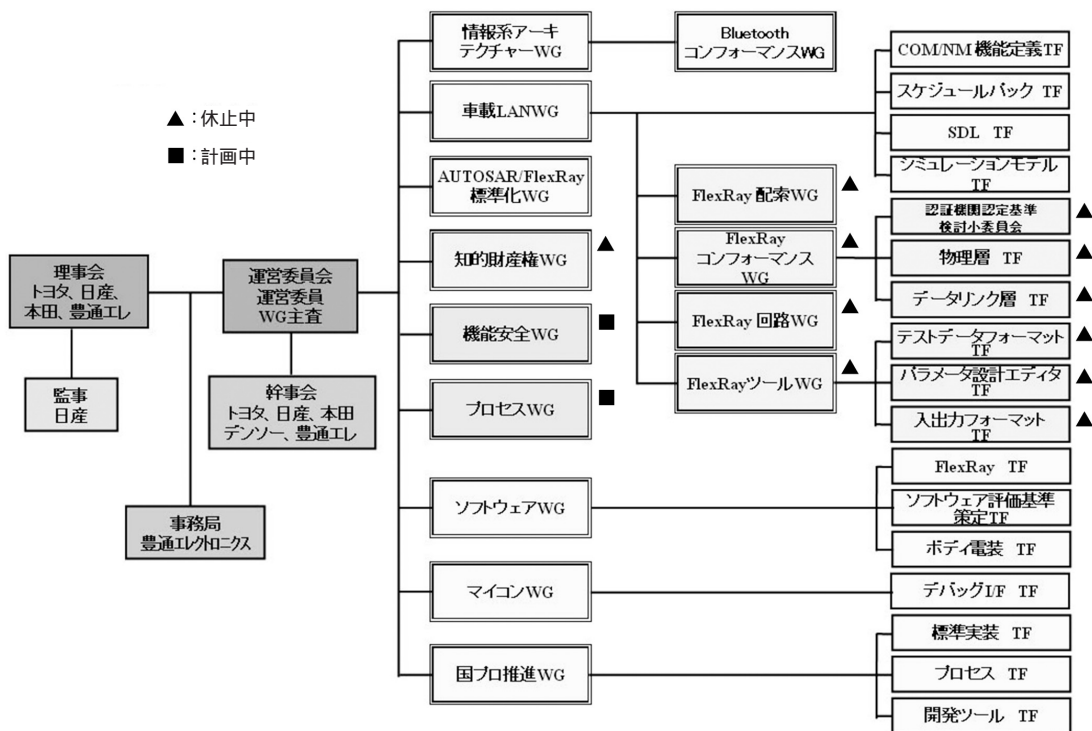 ▲：休止中
■：計画中
理事会
トヨタ、日産、
本田、豊通エレ
監事
日産
事務局
豊通エレクトロニクス
運営委員会
運営委員
WG主査
幹事会
トヨタ、日産、本田
デンソー、豊通エレ
情報系アーキ
テクチャーWG
車載LANWG
AUTOSAR/FlexRay
標準化WG
知的財産権WG
▲
機能安全WG
■
プロセスWG
■
ソフトウェアWG
マイコンWG
国プロ推進WG
Bluetooth
コンフォーマンスWG
FlexRay 配索WG
▲
FlexRay
コンフォーマンス
WG
▲
FlexRay 回路WG
▲
FlexRayツールWG
▲
COM/NM 機能定義TF
スケジュールパック TF
SDL TF
シミュレーションモデル
TF
認証機関認定基準
検討小委員会
▲
物理層 TF
▲
データリンク層 TF
▲
テストデータフォーマット
TF
▲
パラメータ設計エディタ
TF
▲
入出力フォーマット
TF
▲
FlexRay TF
ソフトウェア評価基準
策定TF
ボディ電装 TF
デバッグI/F TF
標準実装 TF
プロセス TF
開発ツール TF